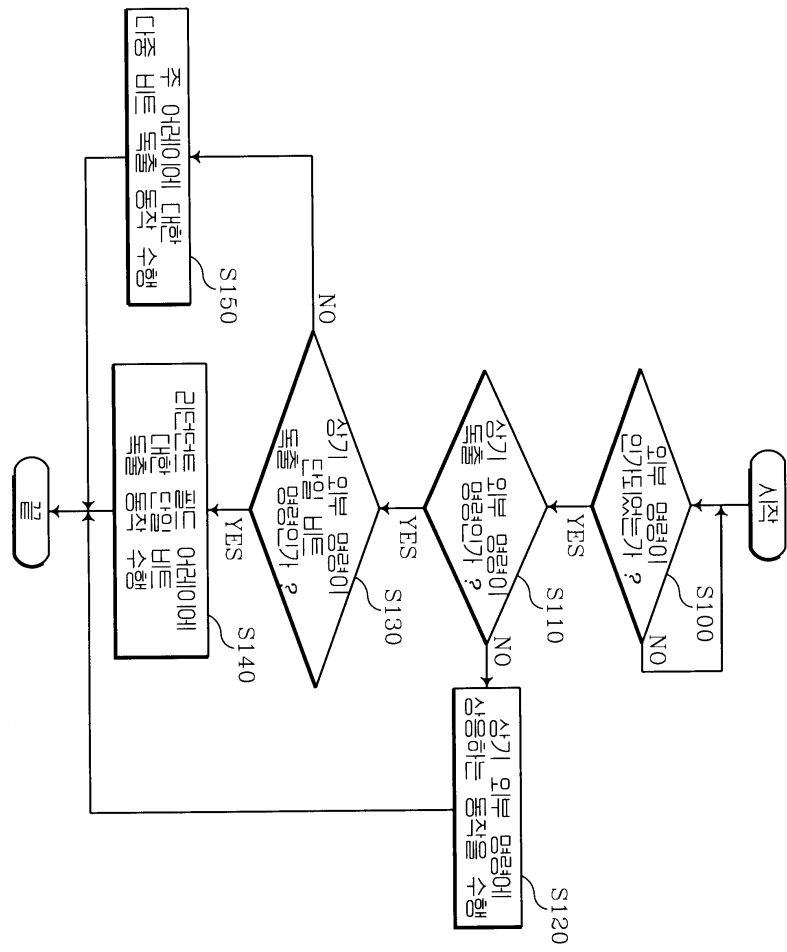 시작
외부 명령이
인가되었는가 ?
S100
NO
YES
상기 외부 명령이
독출 명령인가 ?
S110
NO
상기 외부 명령에
상응하는 동작을 수행
S120
YES
상기 외부 명령이
단일 비트
독출 명령인가 ?
S130
NO
주 어레이에 대한
다중 비트 독출 동작 수행
S150
YES
리던던트 필드 어레이에
대한 단일 비트
독출 동작 수행
S140
끝